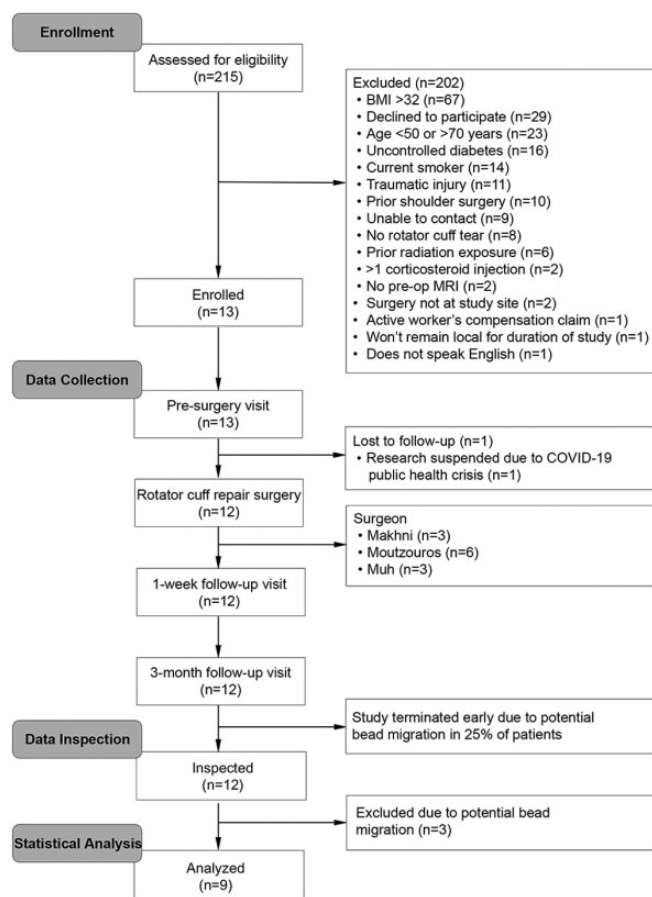 Enrollment
Assessed for eligibility
(n=215)
Excluded (n=202)
• BMI >32 (n=67)
• Declined to participate (n=29)
• Age <50 or >70 years (n=23)
• Uncontrolled diabetes (n=16)
• Current smoker (n=14)
• Traumatic injury (n=11)
• Prior shoulder surgery (n=10)
• Unable to contact (n=9)
• No rotator cuff tear (n=8)
• Prior radiation exposure (n=6)
• >1 corticosteroid injection (n=2)
• No pre-op MRI (n=2)
• Surgery not at study site (n=2)
• Active worker's compensation claim (n=1)
• Won't remain local for duration of study (n=1)
• Does not speak English (n=1)
Enrolled
(n=13)
Data Collection
Pre-surgery visit
(n=13)
Lost to follow-up (n=1)
• Research suspended due to COVID-19
public health crisis (n=1)
Rotator cuff repair surgery
(n=12)
Surgeon
• Makhni (n=3)
• Moutzouros (n=6)
• Muh (n=3)
1-week follow-up visit
(n=12)
3-month follow-up visit
(n=12)
Study terminated early due to potential
bead migration in 25% of patients
Data Inspection
Inspected
(n=12)
Excluded due to potential bead
migration (n=3)
Statistical Analysis
Analyzed
(n=9)